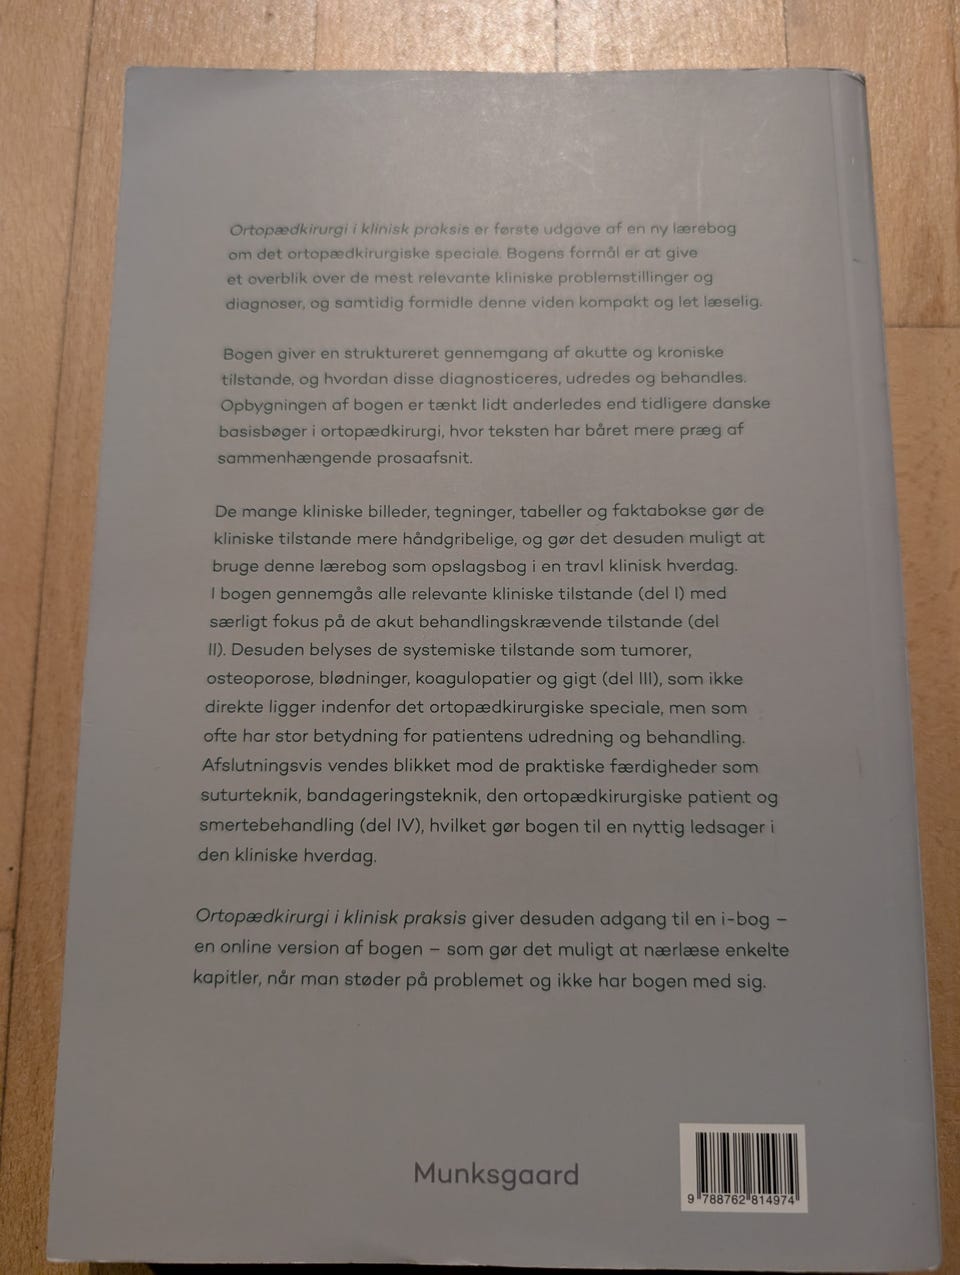 Ortopædkirurgi i klinisk praksis er første udgave af en ny lærebog
om det ortopædkirurgiske speciale. Bogens formål er at give
et overblik over de mest relevante kliniske problemstillinger og
diagnoser, og samtidig formidle denne viden kompakt og let læselig.
Bogen giver en struktureret gennemgang af akutte og kroniske
tilstande, og hvordan disse diagnosticeres, udredes og behandles.
Opbygningen af bogen er tænkt lidt anderledes end tidligere danske
basisbøger i ortopædkirurgi, hvor teksten har båret mere præg af
sammenhængende prosaafsnit.
De mange kliniske billeder, tegninger, tabeller og faktabokse gør de
kliniske tilstande mere håndgribelige, og gør det desuden muligt at
bruge denne lærebog som opslagsbog i en travl klinisk hverdag.
I bogen gennemgås alle relevante kliniske tilstande (del I) med
særligt fokus på de akut behandlingskrævende tilstande (del
II). Desuden belyses de systemiske tilstande som tumorer,
osteoporose, blødninger, koagulopatier og gigt (del III), som ikke
direkte ligger indenfor det ortopædkirurgiske speciale, men som
ofte har stor betydning for patientens udredning og behandling.
Afslutningsvis vendes blikket mod de praktiske færdigheder som
suturteknik, bandageringsteknik, den ortopædkirurgiske patient og
smertebehandling (del IV), hvilket gør bogen til en nyttig ledsager i
den kliniske hverdag.
Ortopædkirurgi i klinisk praksis giver desuden adgang til en i-bog –
en online version af bogen – som gør det muligt at nærlæse enkelte
kapitler, når man støder på problemet og ikke har bogen med sig.
Munksgaard
9 788762 814974